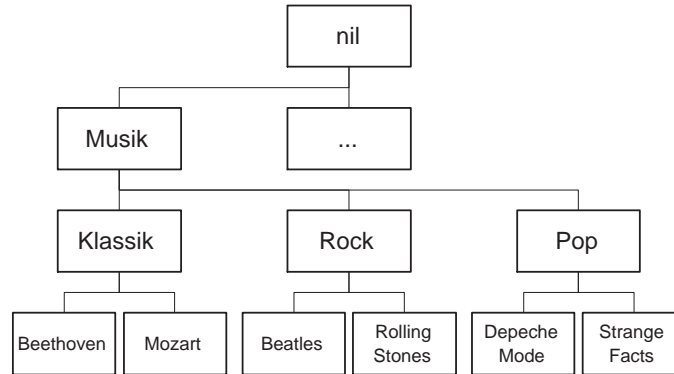 nil
Musik
...
Klassik
Rock
Pop
Beethoven
Mozart
Beatles
Rolling
Stones
Depeche
Mode
Strange
Facts